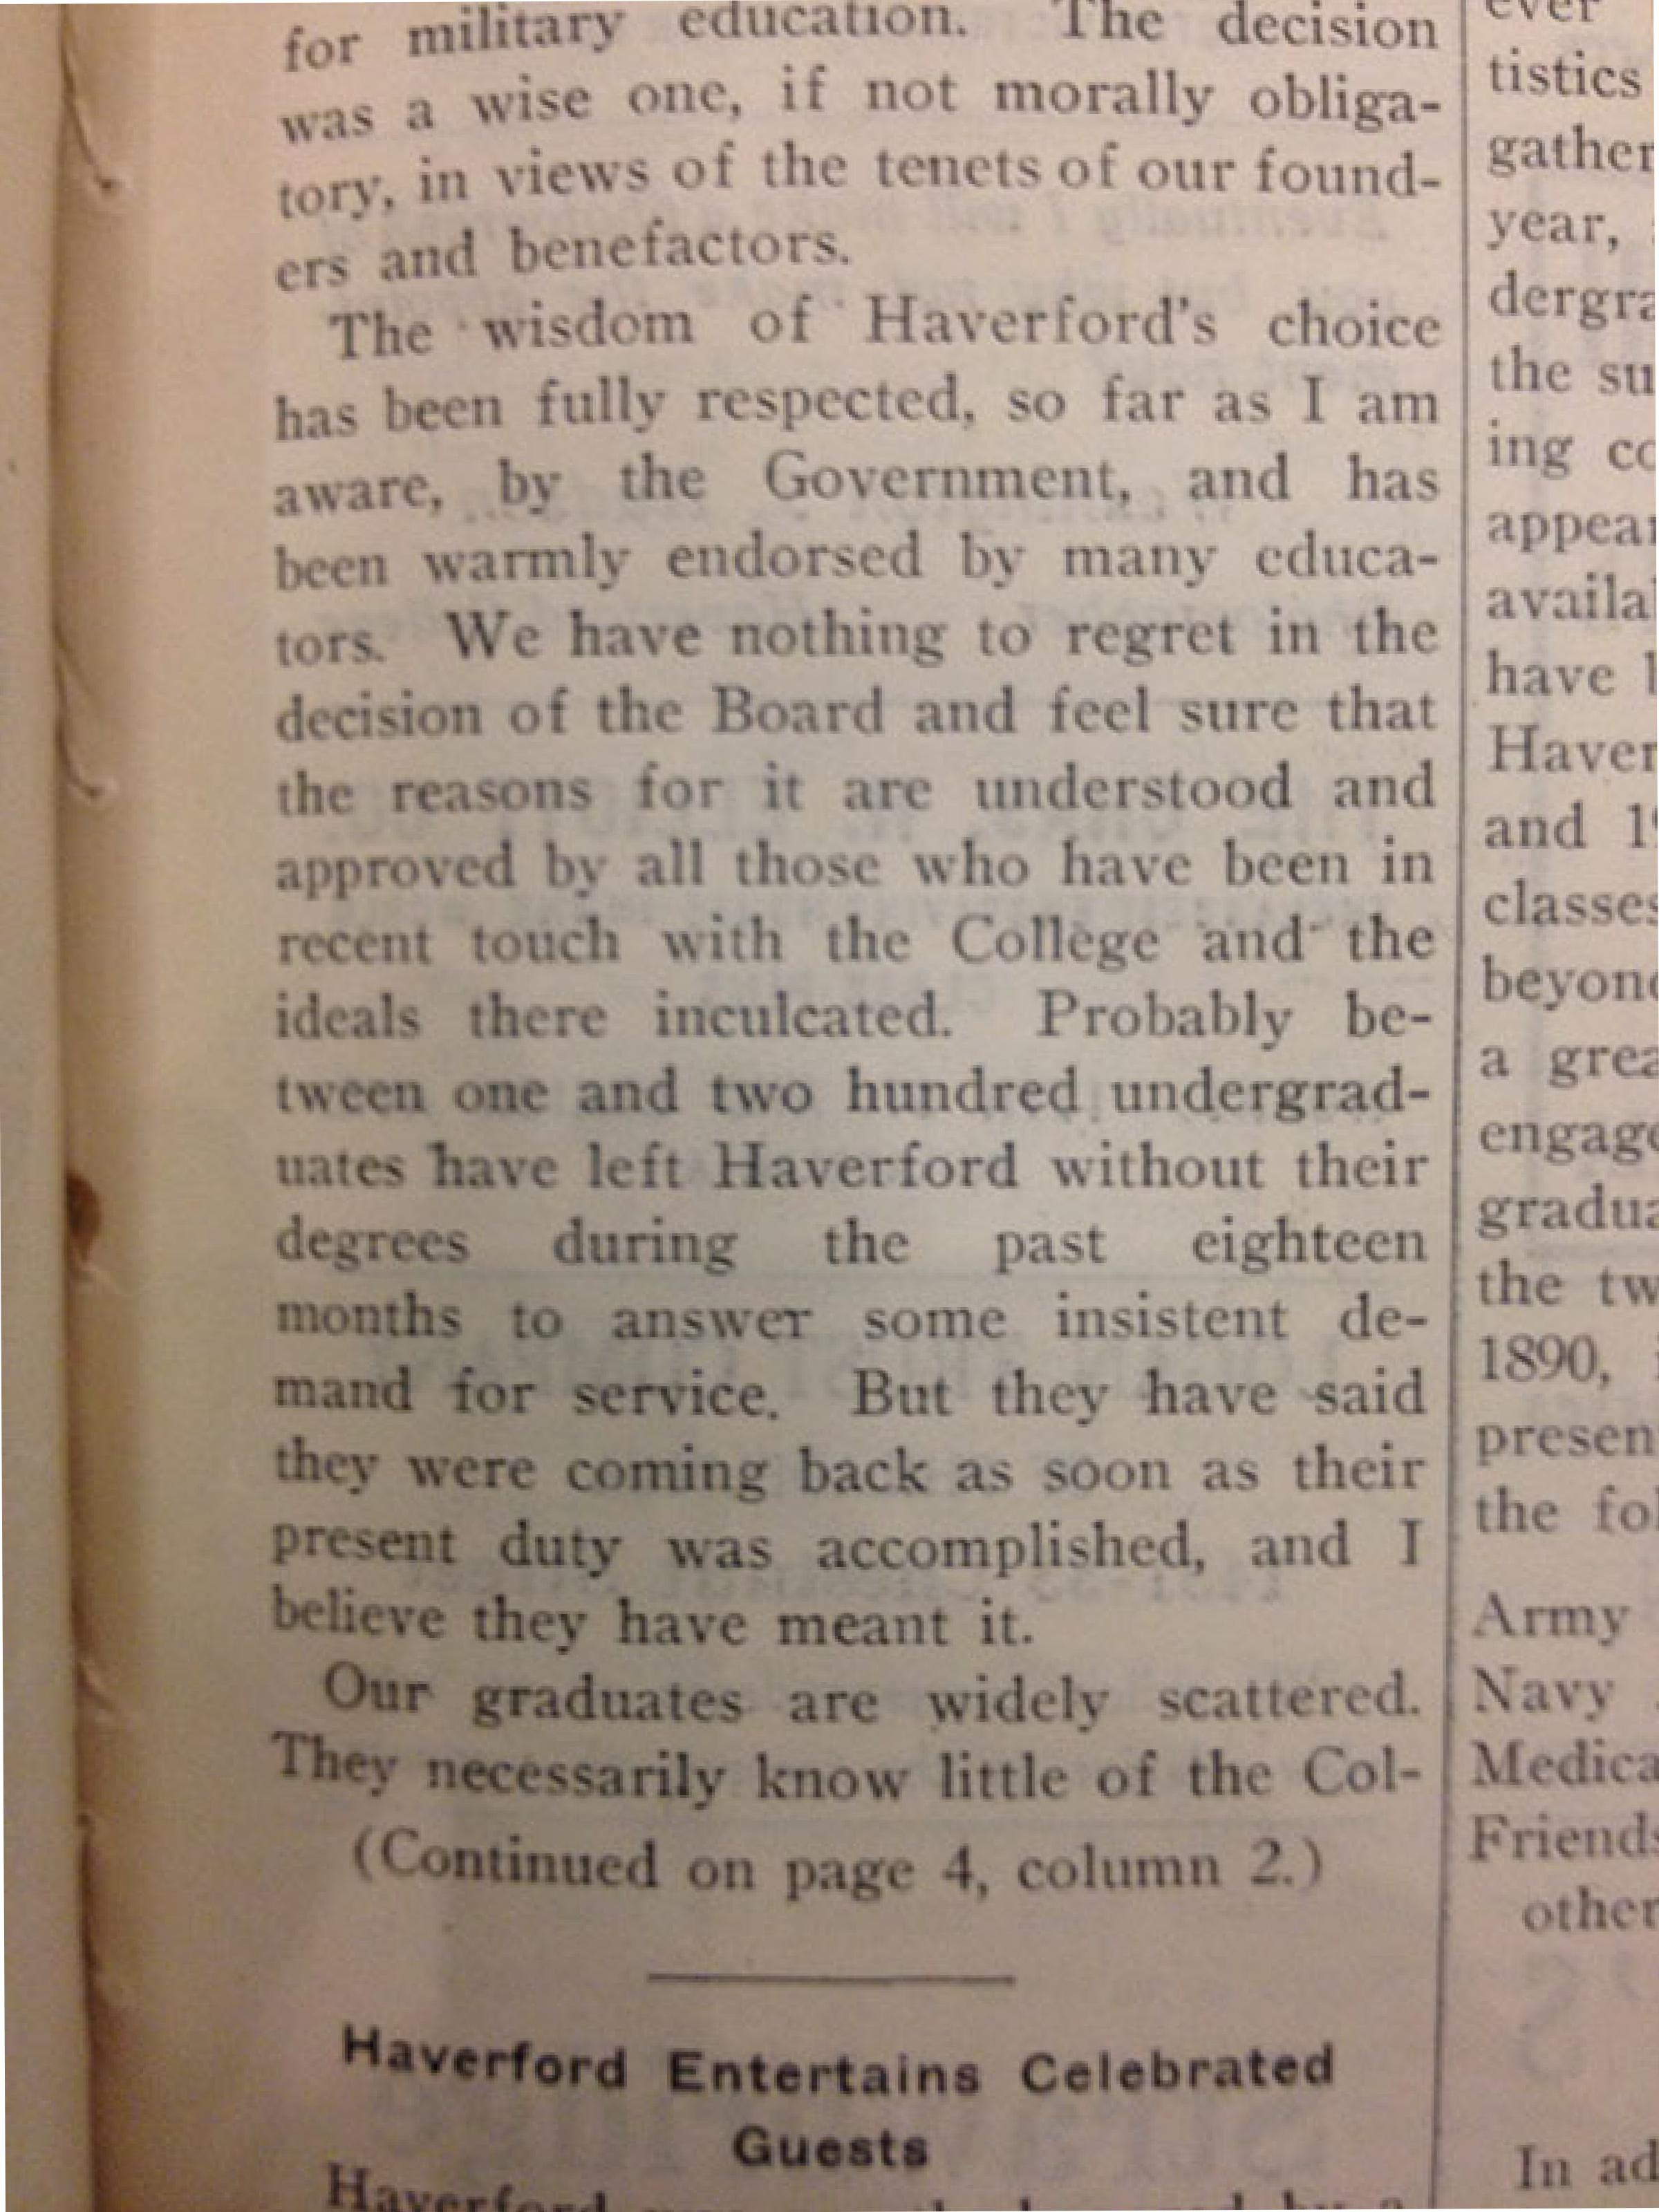 for military education. The decision
was a wise one, if not morally obliga-
tory, in views of the tenets of our found-
ers and benefactors.
The wisdom of Haverford's choice
has been fully respected, so far as I am
aware, by the Government, and has
been warmly endorsed by many educa-
tors. We have nothing to regret in the
decision of the Board and feel sure that
the reasons for it are understood and
approved by all those who have been in
recent touch with the College and the
ideals there inculcated. Probably be-
tween one and two hundred undergrad-
uates have left Haverford without their
degrees during the past eighteen
months to answer some insistent de-
mand for service. But they have said
they were coming back as soon as their
present duty was accomplished, and I
believe they have meant it.
Our graduates are widely scattered.
They necessarily know little of the Col-
(Continued on page 4, column 2.)
Haverford Entertains Celebrated
Guests
Haverford
ever
tistics
gather
year,
dergra
the su
ing co
appear
availa
have
Haver
and 19
classes
beyond
a grea
engage
gradua
the tw
1890,
presen
the fol
Army
Navy
Medica
Friends
other
In ad